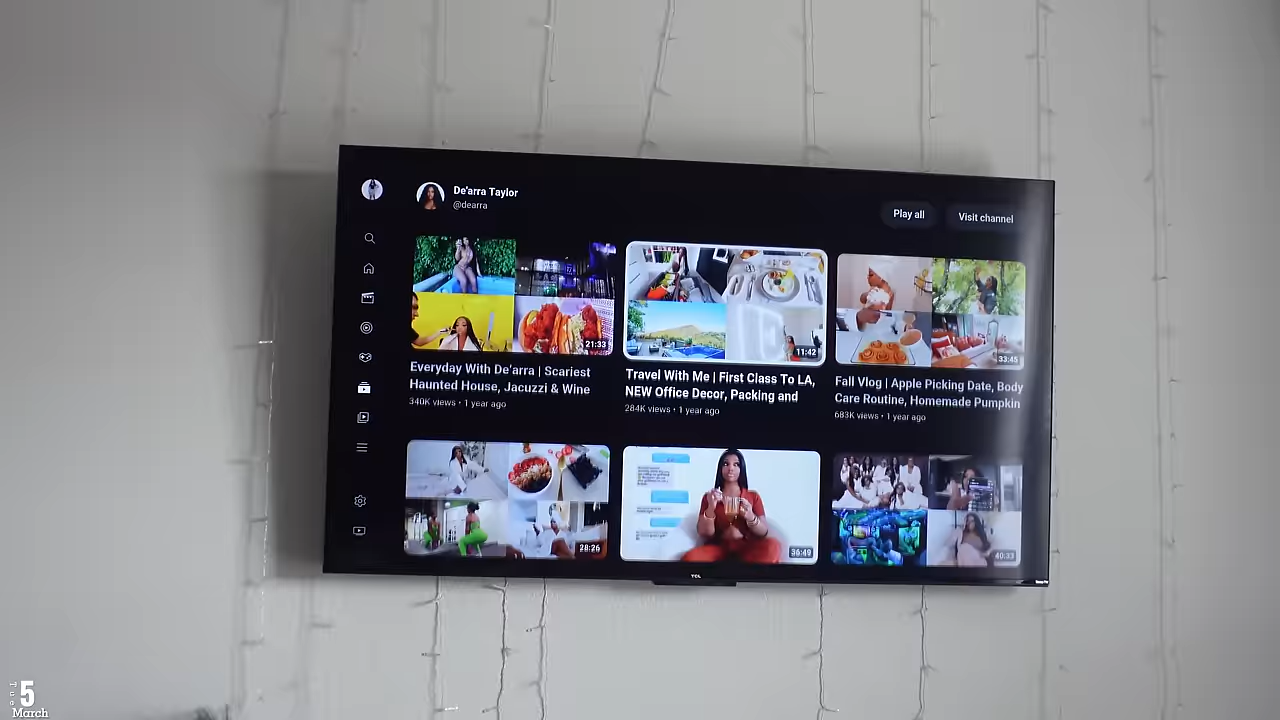 De'arra Taylor
@dearra
Play all
Visit channel
21:33
11:42
33:45
Everyday With De'arra | Scariest
Haunted House, Jacuzzi & Wine
340K views • 1 year ago
Travel With Me | First Class To LA,
NEW Office Decor, Packing and
284K views • 1 year ago
Fall Vlog | Apple Picking Date, Body
Care Routine, Homemade Pumpkin
683K views • 1 year ago
28:26
36:49
40:33
TCL
Tue
5
March